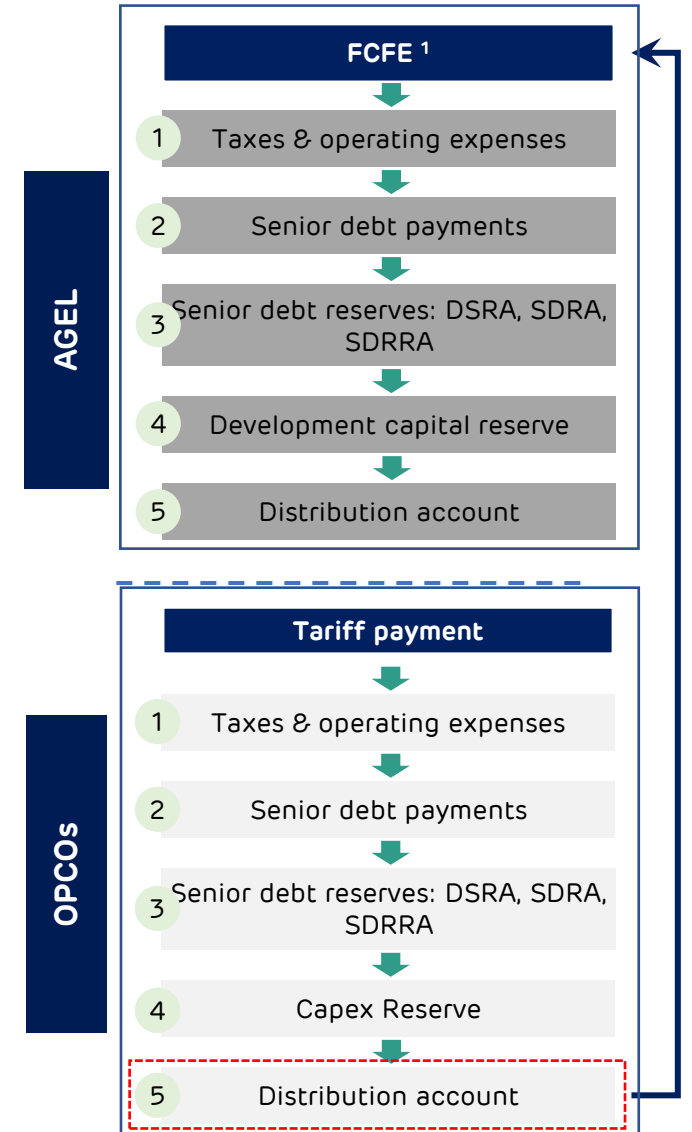 FCFE 1
1 Taxes & operating expenses
2 Senior debt payments
3 Senior debt reserves: DSRA, SDRA,
SDRRA
4 Development capital reserve
5 Distribution account
AGEL
Tariff payment
1 Taxes & operating expenses
2 Senior debt payments
3 Senior debt reserves: DSRA, SDRA,
SDRRA
4 Capex Reserve
5 Distribution account
OPCOs